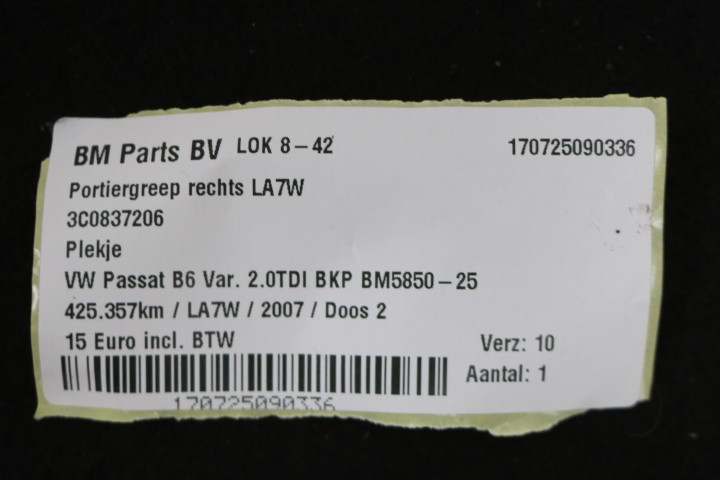 BM Parts BV LOK 8-42 170725090336
Portiergreep rechts LA7W
3C0837206
Plekje
VW Passat B6 Var. 2.0TDI BKP BM5850-25
425.357km / LA7W / 2007 / Doos 2
15 Euro incl. BTW Verz: 10
Aantal: 1
170725090336